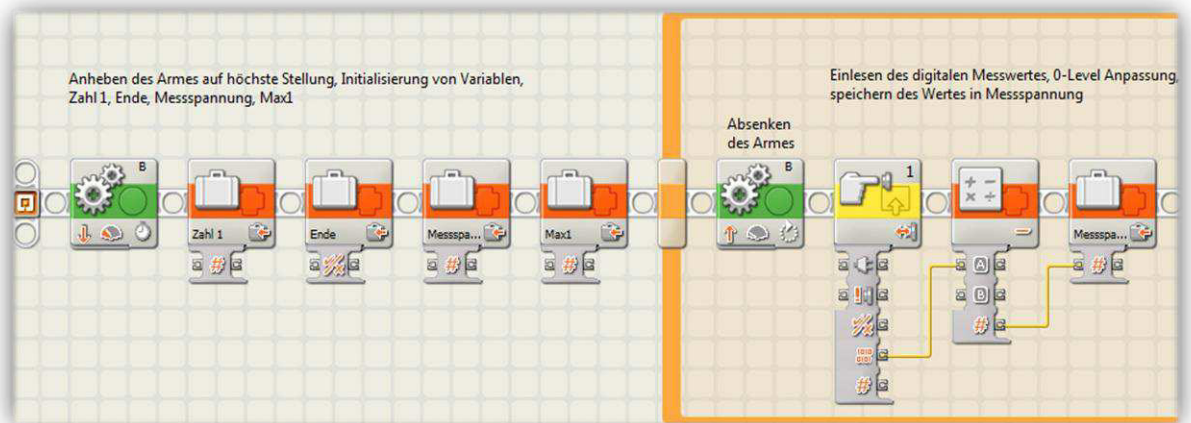 Anheben des Armes auf höchste Stellung, Initialisierung von Variablen,
Zahl 1, Ende, Messspannung, Max1
Einlesen des digitalen Messwertes, 0-Level Anpassung,
speichern des Wertes in Messspannung
Absenken
des Armes
B
Zahl 1
Ende
Messspa...
Max1
B
1
A
B
Messspa...